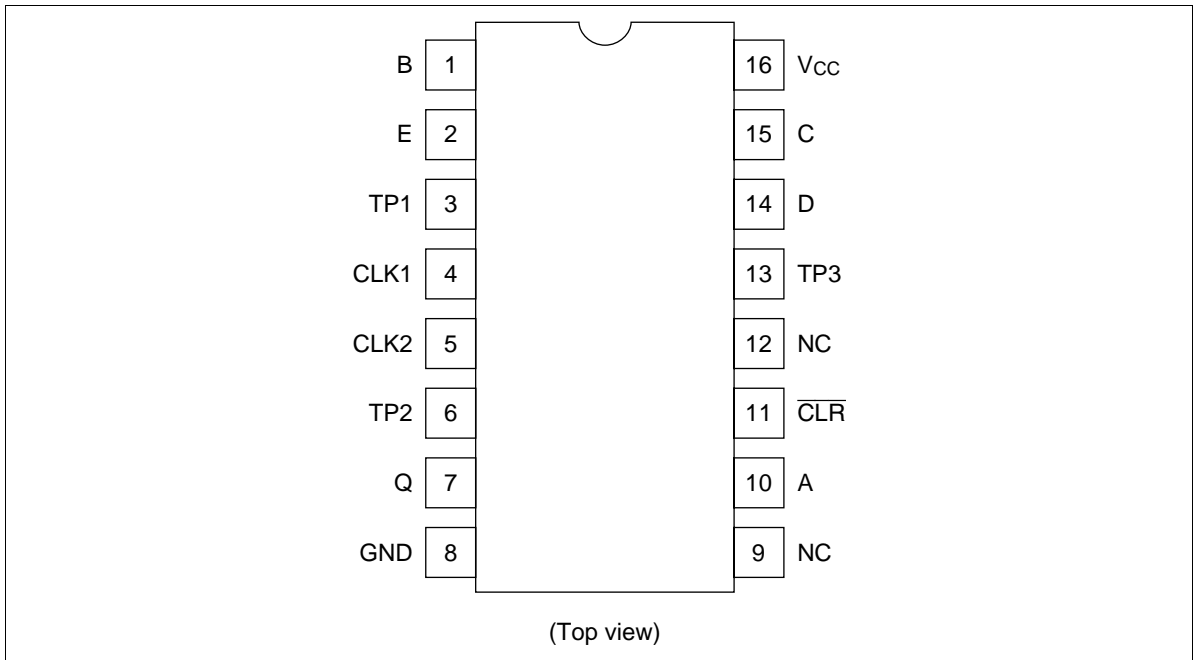 B 1 16 VCC
E 2 15 C
TP1 3 14 D
CLK1 4 13 TP3
CLK2 5 12 NC
TP2 6 11 C̅L̅R̅
Q 7 10 A
GND 8 9 NC
(Top view)